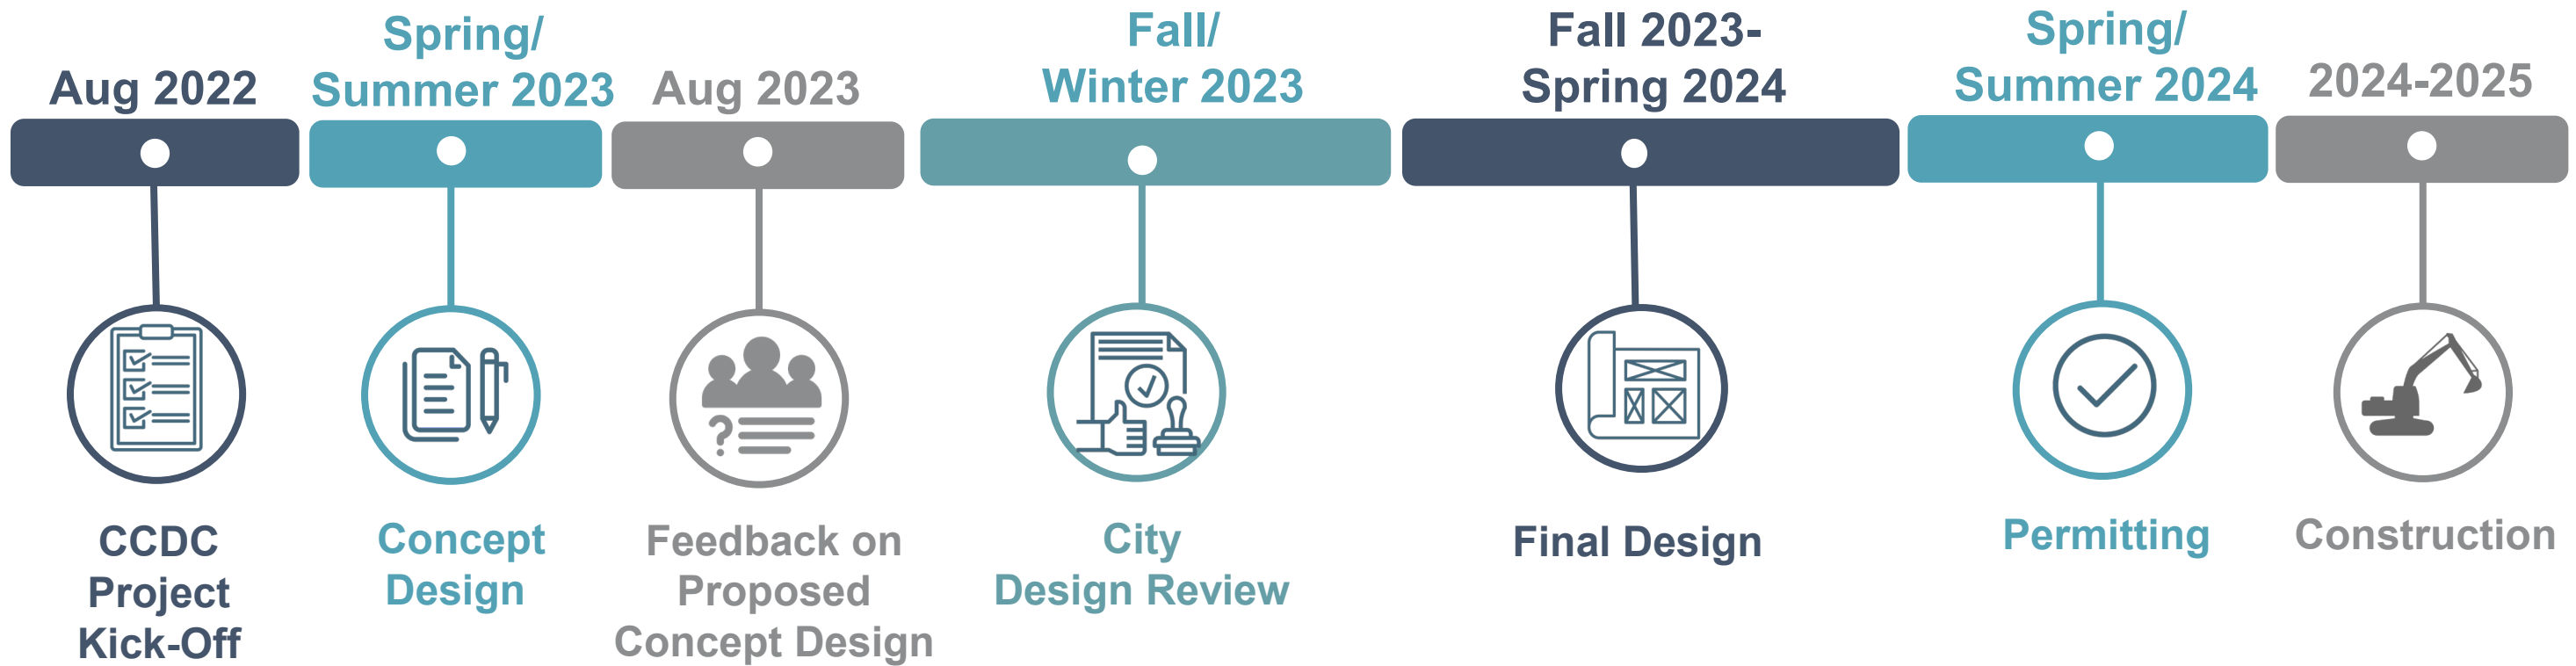 Aug 2022
Spring/
Summer 2023
Aug 2023
Fall/
Winter 2023
Fall 2023-
Spring 2024
Spring/
Summer 2024
2024-2025
CCDC
Project
Kick-Off
Concept
Design
?
Feedback on
Proposed
Concept Design
City
Design Review
Final Design
Permitting
Construction